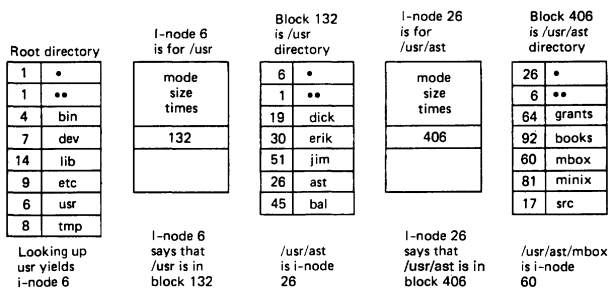 Root directory
1 •
1 ••
4 bin
7 dev
14 lib
9 etc
6 usr
8 tmp
Looking up
usr yields
i-node 6
I-node 6
is for /usr
mode
size
times
132
I-node 6
says that
/usr is in
block 132
Block 132
is /usr
directory
6 •
1 ••
19 dick
30 erik
51 jim
26 ast
45 bal
/usr/ast
is i-node
26
I-node 26
is for
/usr/ast
mode
size
times
406
I-node 26
says that
/usr/ast is in
block 406
Block 406
is /usr/ast
directory
26 •
6 ••
64 grants
92 books
60 mbox
81 minix
17 src
/usr/ast/mbox
is i-node
60